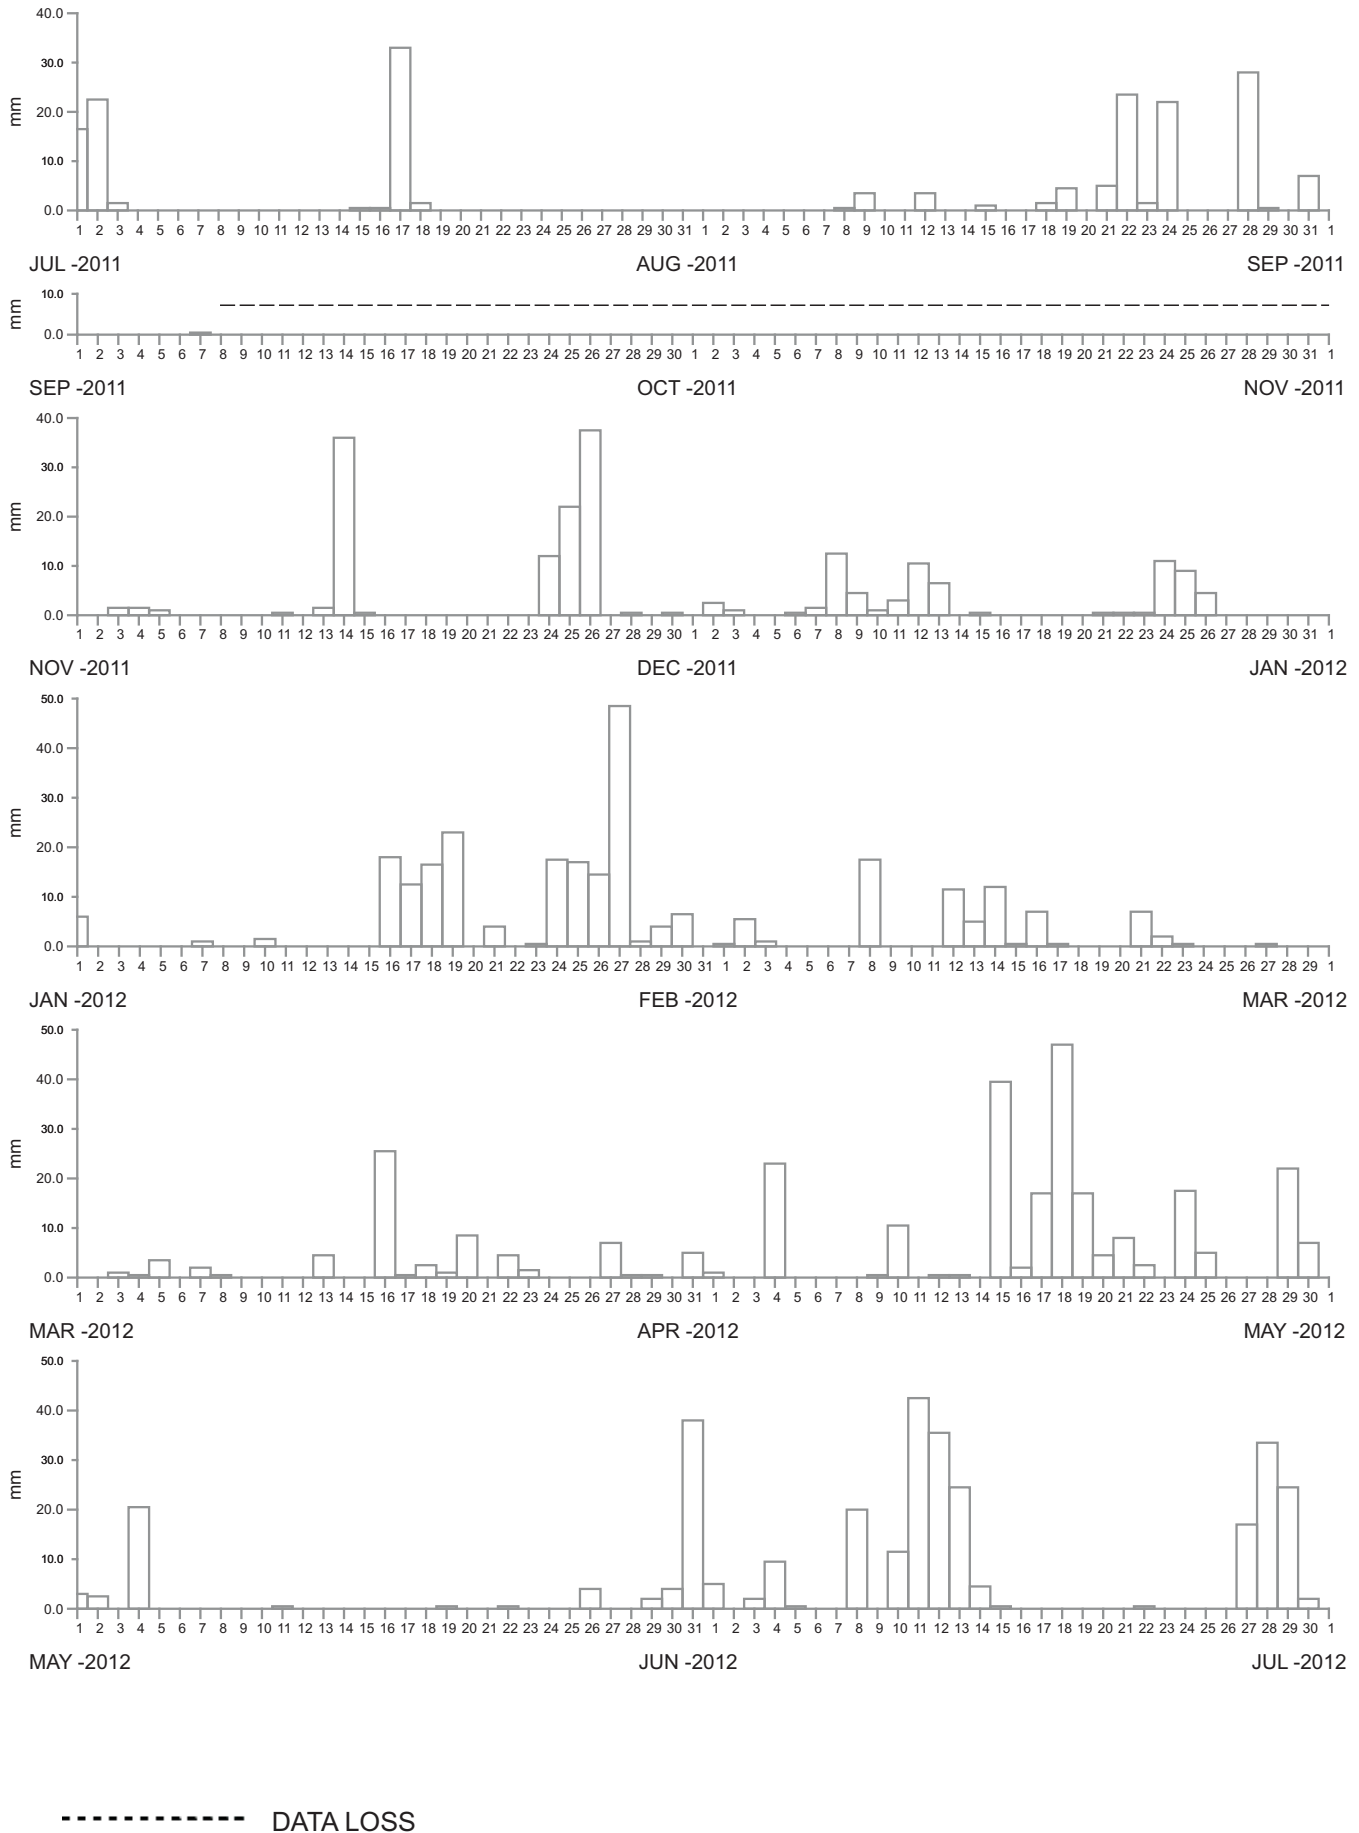 40.0
30.0
20.0
10.0
0.0
mm
1 2 3 4 5 6 7 8 9 10 11 12 13 14 15 16 17 18 19 20 21 22 23 24 25 26 27 28 29 30 31 1 2 3 4 5 6 7 8 9 10 11 12 13 14 15 16 17 18 19 20 21 22 23 24 25 26 27 28 29 30 31 1
JUL -2011 AUG -2011 SEP -2011
10.0
0.0
mm
1 2 3 4 5 6 7 8 9 10 11 12 13 14 15 16 17 18 19 20 21 22 23 24 25 26 27 28 29 30 1 2 3 4 5 6 7 8 9 10 11 12 13 14 15 16 17 18 19 20 21 22 23 24 25 26 27 28 29 30 31 1
SEP -2011 OCT -2011 NOV -2011
40.0
30.0
20.0
10.0
0.0
mm
1 2 3 4 5 6 7 8 9 10 11 12 13 14 15 16 17 18 19 20 21 22 23 24 25 26 27 28 29 30 1 2 3 4 5 6 7 8 9 10 11 12 13 14 15 16 17 18 19 20 21 22 23 24 25 26 27 28 29 30 31 1
NOV -2011 DEC -2011 JAN -2012
50.0
40.0
30.0
20.0
10.0
0.0
mm
1 2 3 4 5 6 7 8 9 10 11 12 13 14 15 16 17 18 19 20 21 22 23 24 25 26 27 28 29 30 31 1 2 3 4 5 6 7 8 9 10 11 12 13 14 15 16 17 18 19 20 21 22 23 24 25 26 27 28 29 1
JAN -2012 FEB -2012 MAR -2012
50.0
40.0
30.0
20.0
10.0
0.0
mm
1 2 3 4 5 6 7 8 9 10 11 12 13 14 15 16 17 18 19 20 21 22 23 24 25 26 27 28 29 30 31 1 2 3 4 5 6 7 8 9 10 11 12 13 14 15 16 17 18 19 20 21 22 23 24 25 26 27 28 29 30 1
MAR -2012 APR -2012 MAY -2012
50.0
40.0
30.0
20.0
10.0
0.0
mm
1 2 3 4 5 6 7 8 9 10 11 12 13 14 15 16 17 18 19 20 21 22 23 24 25 26 27 28 29 30 31 1 2 3 4 5 6 7 8 9 10 11 12 13 14 15 16 17 18 19 20 21 22 23 24 25 26 27 28 29 30 1
MAY -2012 JUN -2012 JUL -2012
DATA LOSS